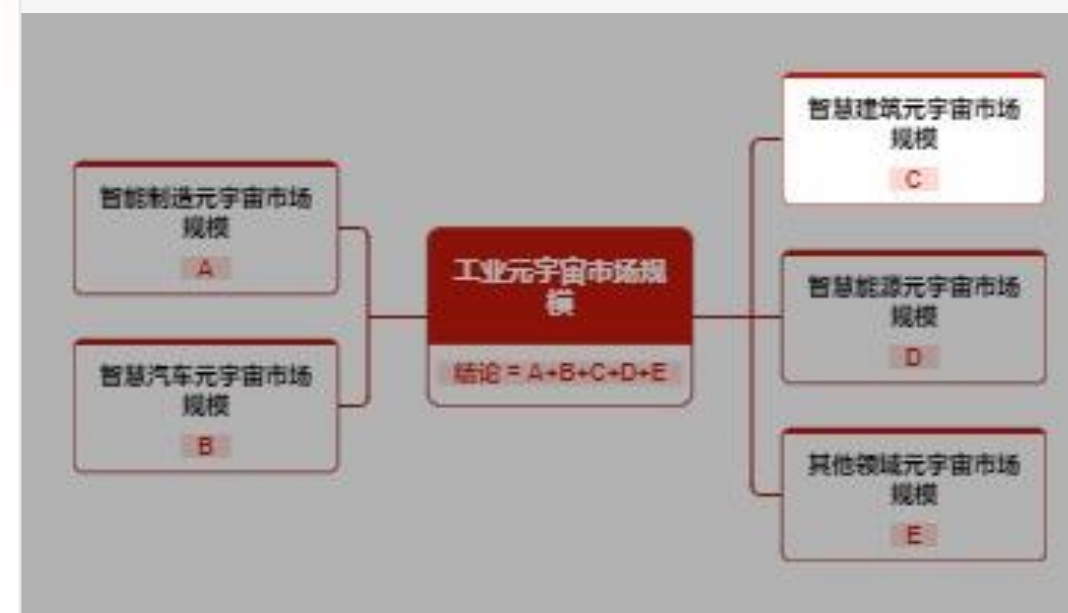 智能制造元宇宙市场
规模
A
智慧汽车元宇宙市场
规模
B
工业元宇宙市场规
模
结论 = A+B+C+D+E
智慧建筑元宇宙市场
规模
C
智慧能源元宇宙市场
规模
D
其他领域元宇宙市场
规模
E